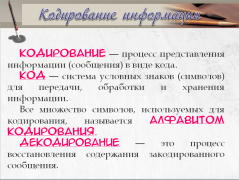 Кодирование информации
КОДИРОВАНИЕ — процесс представления
информации (сообщения) в виде кода.
КОД — система условных знаков (символов)
для передачи, обработки и хранения
информации.
Все множество символов, используемых для
кодирования, называется АЛФАВИТОМ
КОДИРОВАНИЯ.
ДЕКОДИРОВАНИЕ — это процесс
восстановления содержания закодированного
сообщения.